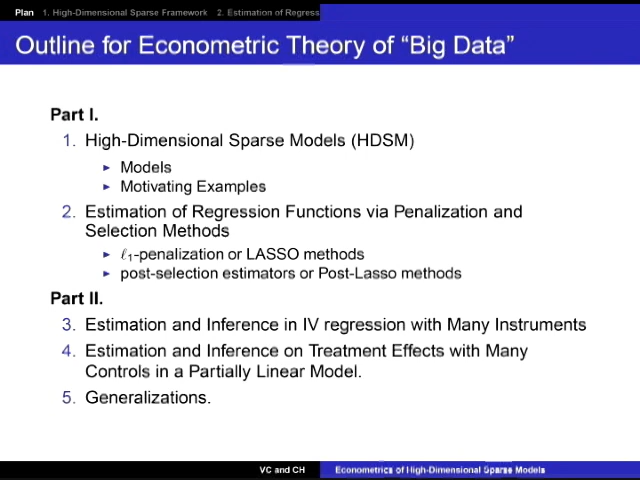 Plan 1. High-Dimensional Sparse Framework 2. Estimation of Regress
Outline for Econometric Theory of “Big Data”
Part I.
1. High-Dimensional Sparse Models (HDSM)
▶ Models
▶ Motivating Examples
2. Estimation of Regression Functions via Penalization and
Selection Methods
▶ ℓ₁-penalization or LASSO methods
▶ post-selection estimators or Post-Lasso methods
Part II.
3. Estimation and Inference in IV regression with Many Instruments
4. Estimation and Inference on Treatment Effects with Many
Controls in a Partially Linear Model.
5. Generalizations.
VC and CH Econometrics of High-Dimensional Sparse Models